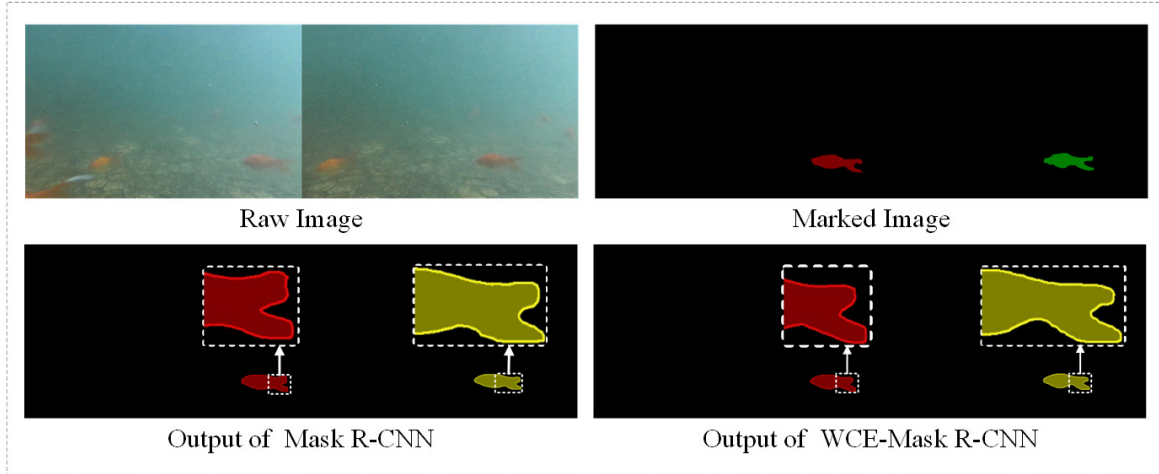 Raw Image
Marked Image
Output of Mask R-CNN
Output of WCE-Mask R-CNN